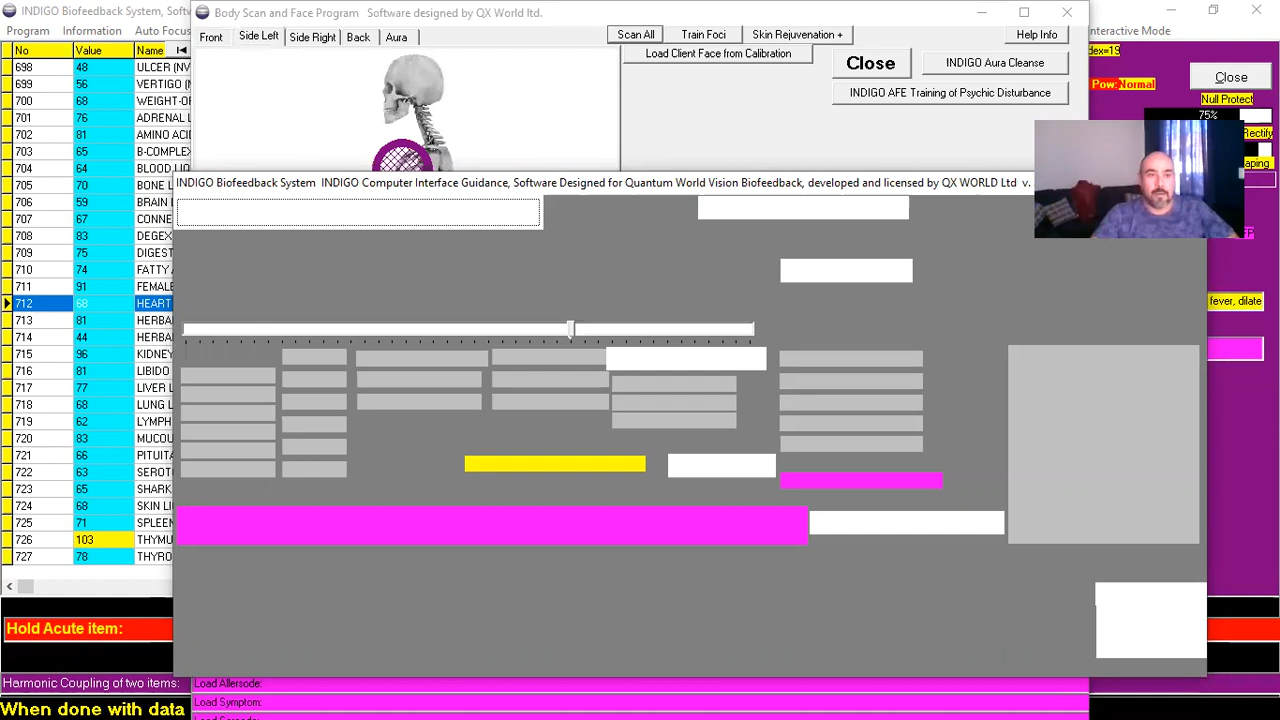 INDIGO Biofeedback System, Softw
Program Information Auto Focus
No Value Name
698 48 ULCER (NV
699 56 VERTIGO (N
700 68 WEIGHT-OF
701 76 ADRENAL L
702 81 AMINO ACID
703 65 B-COMPLEX
704 64 BLOOD
705 70 BONE L
706 59 BRAIN L
707 67 CONNE
708 83 DEGEX
709 75 DIGEST
710 74 FATTY A
711 91 FEMALE
712 68 HEART
713 81 HERBA
714 44 HERBA
715 96 KIDNEY
716 81 LIBIDO
717 77 LIVER L
718 68 LUNG L
719 62 LYMPH
720 83 MUCOU
721 66 PITUITA
722 63 SEROT
723 65 SHARK
724 68 SKIN LI
725 71 SPLEEN
726 103 THYMU
727 78 THYRO
Hold Acute item:
Harmonic Coupling of two items:
When done with data
Body Scan and Face Program Software designed by QX World ltd.
Front Side Left Side Right Back Aura
Scan All Train Foci Skin Rejuvenation + Help Info
Load Client Face from Calibration
Close INDIGO Aura Cleanse
INDIGO AFE Training of Psychic Disturbance
INDIGO Biofeedback System INDIGO Computer Interface Guidance, Software Designed for Quantum World Vision Biofeedback, developed and licensed by QX WORLD Ltd v.
Load Allersode:
Load Symptom:
nteractive Mode
dex=19
Pow:Normal
Close
Null Protect
75%
Rectify
aping
fever, dilate